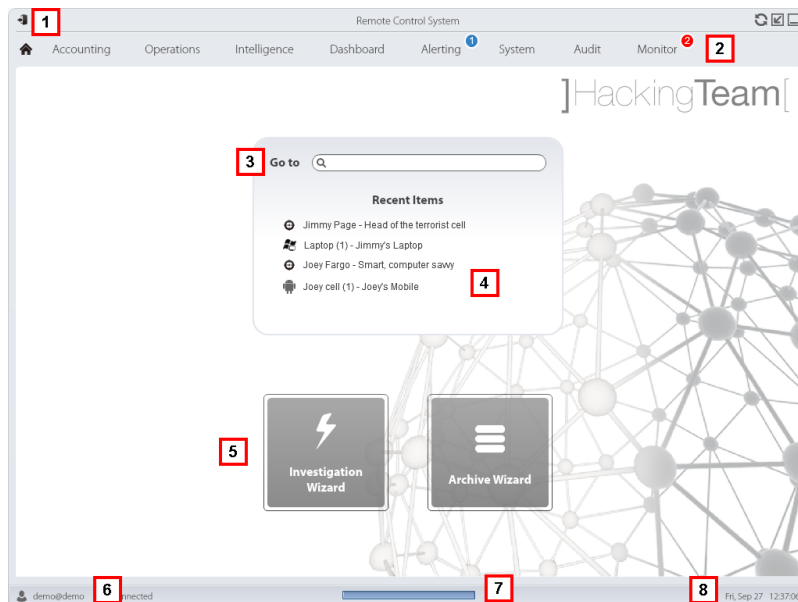 1
Remote Control System
Accounting Operations Intelligence Dashboard Alerting 1 System Audit Monitor 2
2
]HackingTeam[
3
Go to
Recent Items
Jimmy Page - Head of the terrorist cell
Laptop (1) - Jimmy's Laptop
Joey Fargo - Smart, computer savvy
Joey cell (1) - Joey's Mobile
4
5
Investigation
Wizard
Archive Wizard
demo@demo
6
7
8
Fri, Sep 27 12:37:06